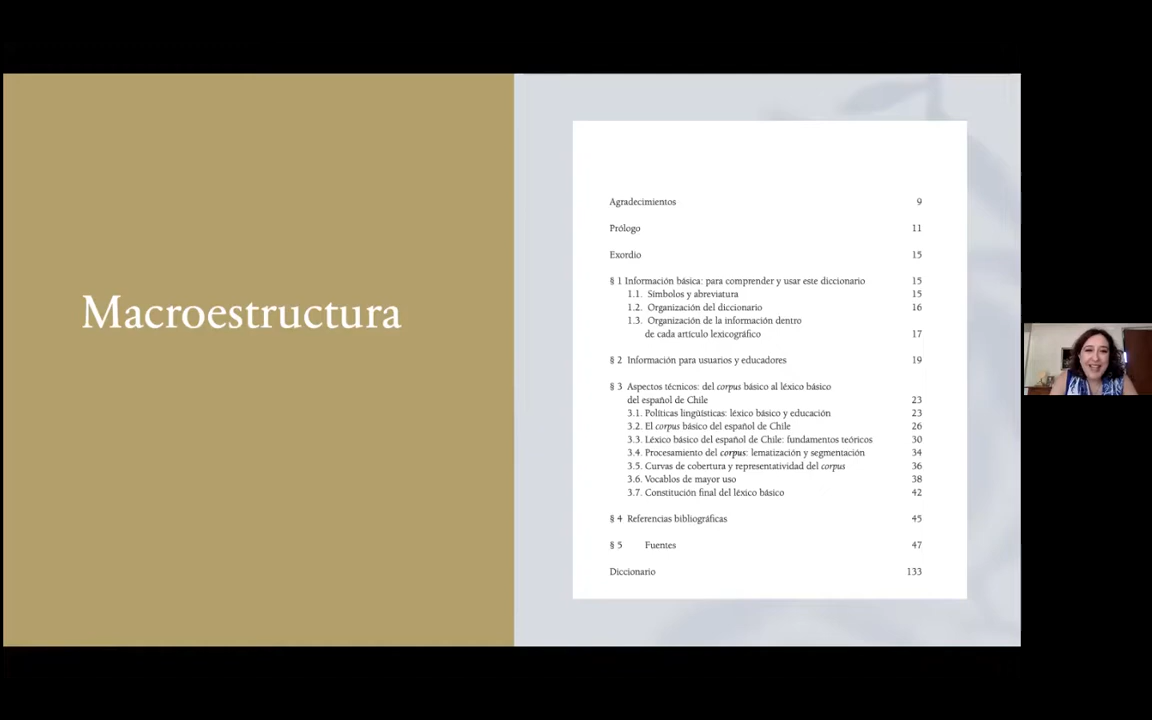 Macroestructura
Agradecimientos 9
Prólogo 11
Exordio 15
§ 1 Información básica: para comprender y usar este diccionario 15
1.1. Símbolos y abreviatura 15
1.2. Organización del diccionario 16
1.3. Organización de la información dentro
de cada artículo lexicográfico 17
§ 2 Información para usuarios y educadores 19
§ 3 Aspectos técnicos: del corpus básico al léxico básico
del español de Chile 23
3.1. Políticas lingüísticas: léxico básico y educación 23
3.2. El corpus básico del español de Chile 26
3.3. Léxico básico del español de Chile: fundamentos teóricos 30
3.4. Procesamiento del corpus: lematización y segmentación 34
3.5. Curvas de cobertura y representatividad del corpus 36
3.6. Vocablos de mayor uso 38
3.7. Constitución final del léxico básico 42
§ 4 Referencias bibliográficas 45
§ 5 Fuentes 47
Diccionario 133